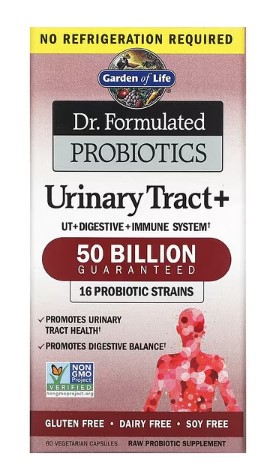 NO REFRIGERATION REQUIRED
Garden of Life
Dr. Formulated
PROBIOTICS
Urinary Tract+
UT+DIGESTIVE+IMMUNE SYSTEM†
50 BILLION
GUARANTEED
16 PROBIOTIC STRAINS
✓PROMOTES URINARY
TRACT HEALTH†
✓PROMOTES DIGESTIVE BALANCE†
NON
GMO
Project
VERIFIED
nongmoproject.org
GLUTEN FREE • DAIRY FREE • SOY FREE
60 VEGETARIAN CAPSULES
RAW PROBIOTIC SUPPLEMENT